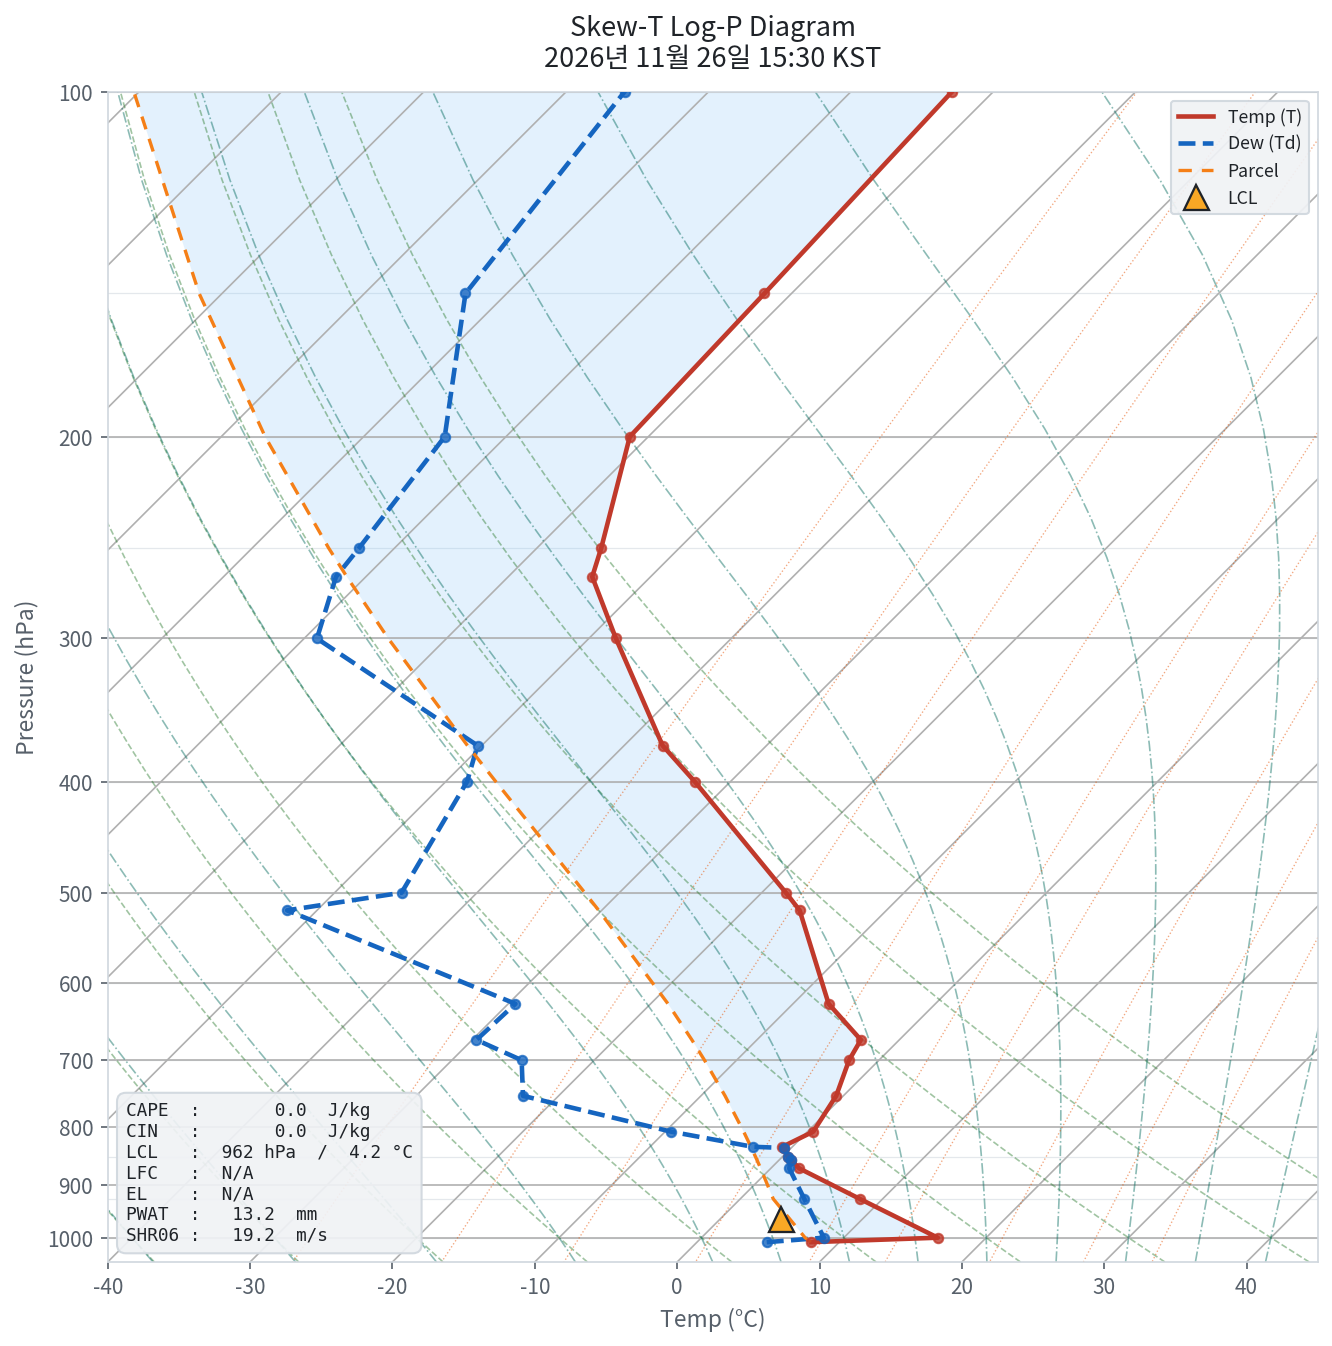 Skew-T Log-P Diagram
2026년 11월 26일 15:30 KST
Temp (T)
Dew (Td)
Parcel
LCL
Pressure (hPa)
100
200
300
400
500
600
700
800
900
1000
CAPE : 0.0 J/kg
CIN : 0.0 J/kg
LCL : 962 hPa / 4.2 °C
LFC : N/A
EL : N/A
PWAT : 13.2 mm
SHR06 : 19.2 m/s
-40 -30 -20 -10 0 10 20 30 40
Temp (°C)